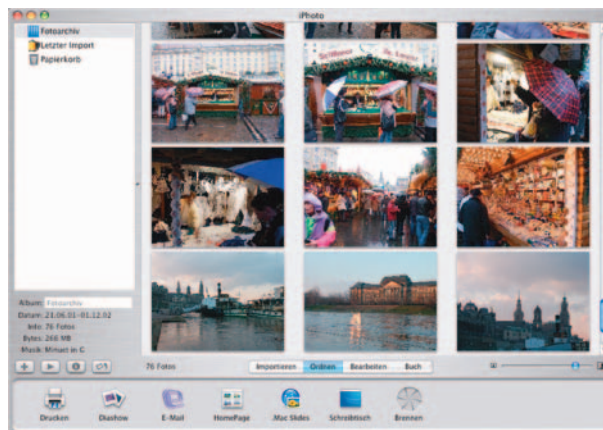 iPhoto
Fotoarchiv
Letzter Import
Papierkorb
Album: Fotoarchiv
Datum: 21.06.01–01.12.02
Info: 76 Fotos
Bytes: 268 MB
Musik: Minuet in G
76 Fotos
Importieren Ordnen Bearbeiten Buch
Drucken Diashow E-Mail HomePage .Mac Slides Schreibtisch Brennen